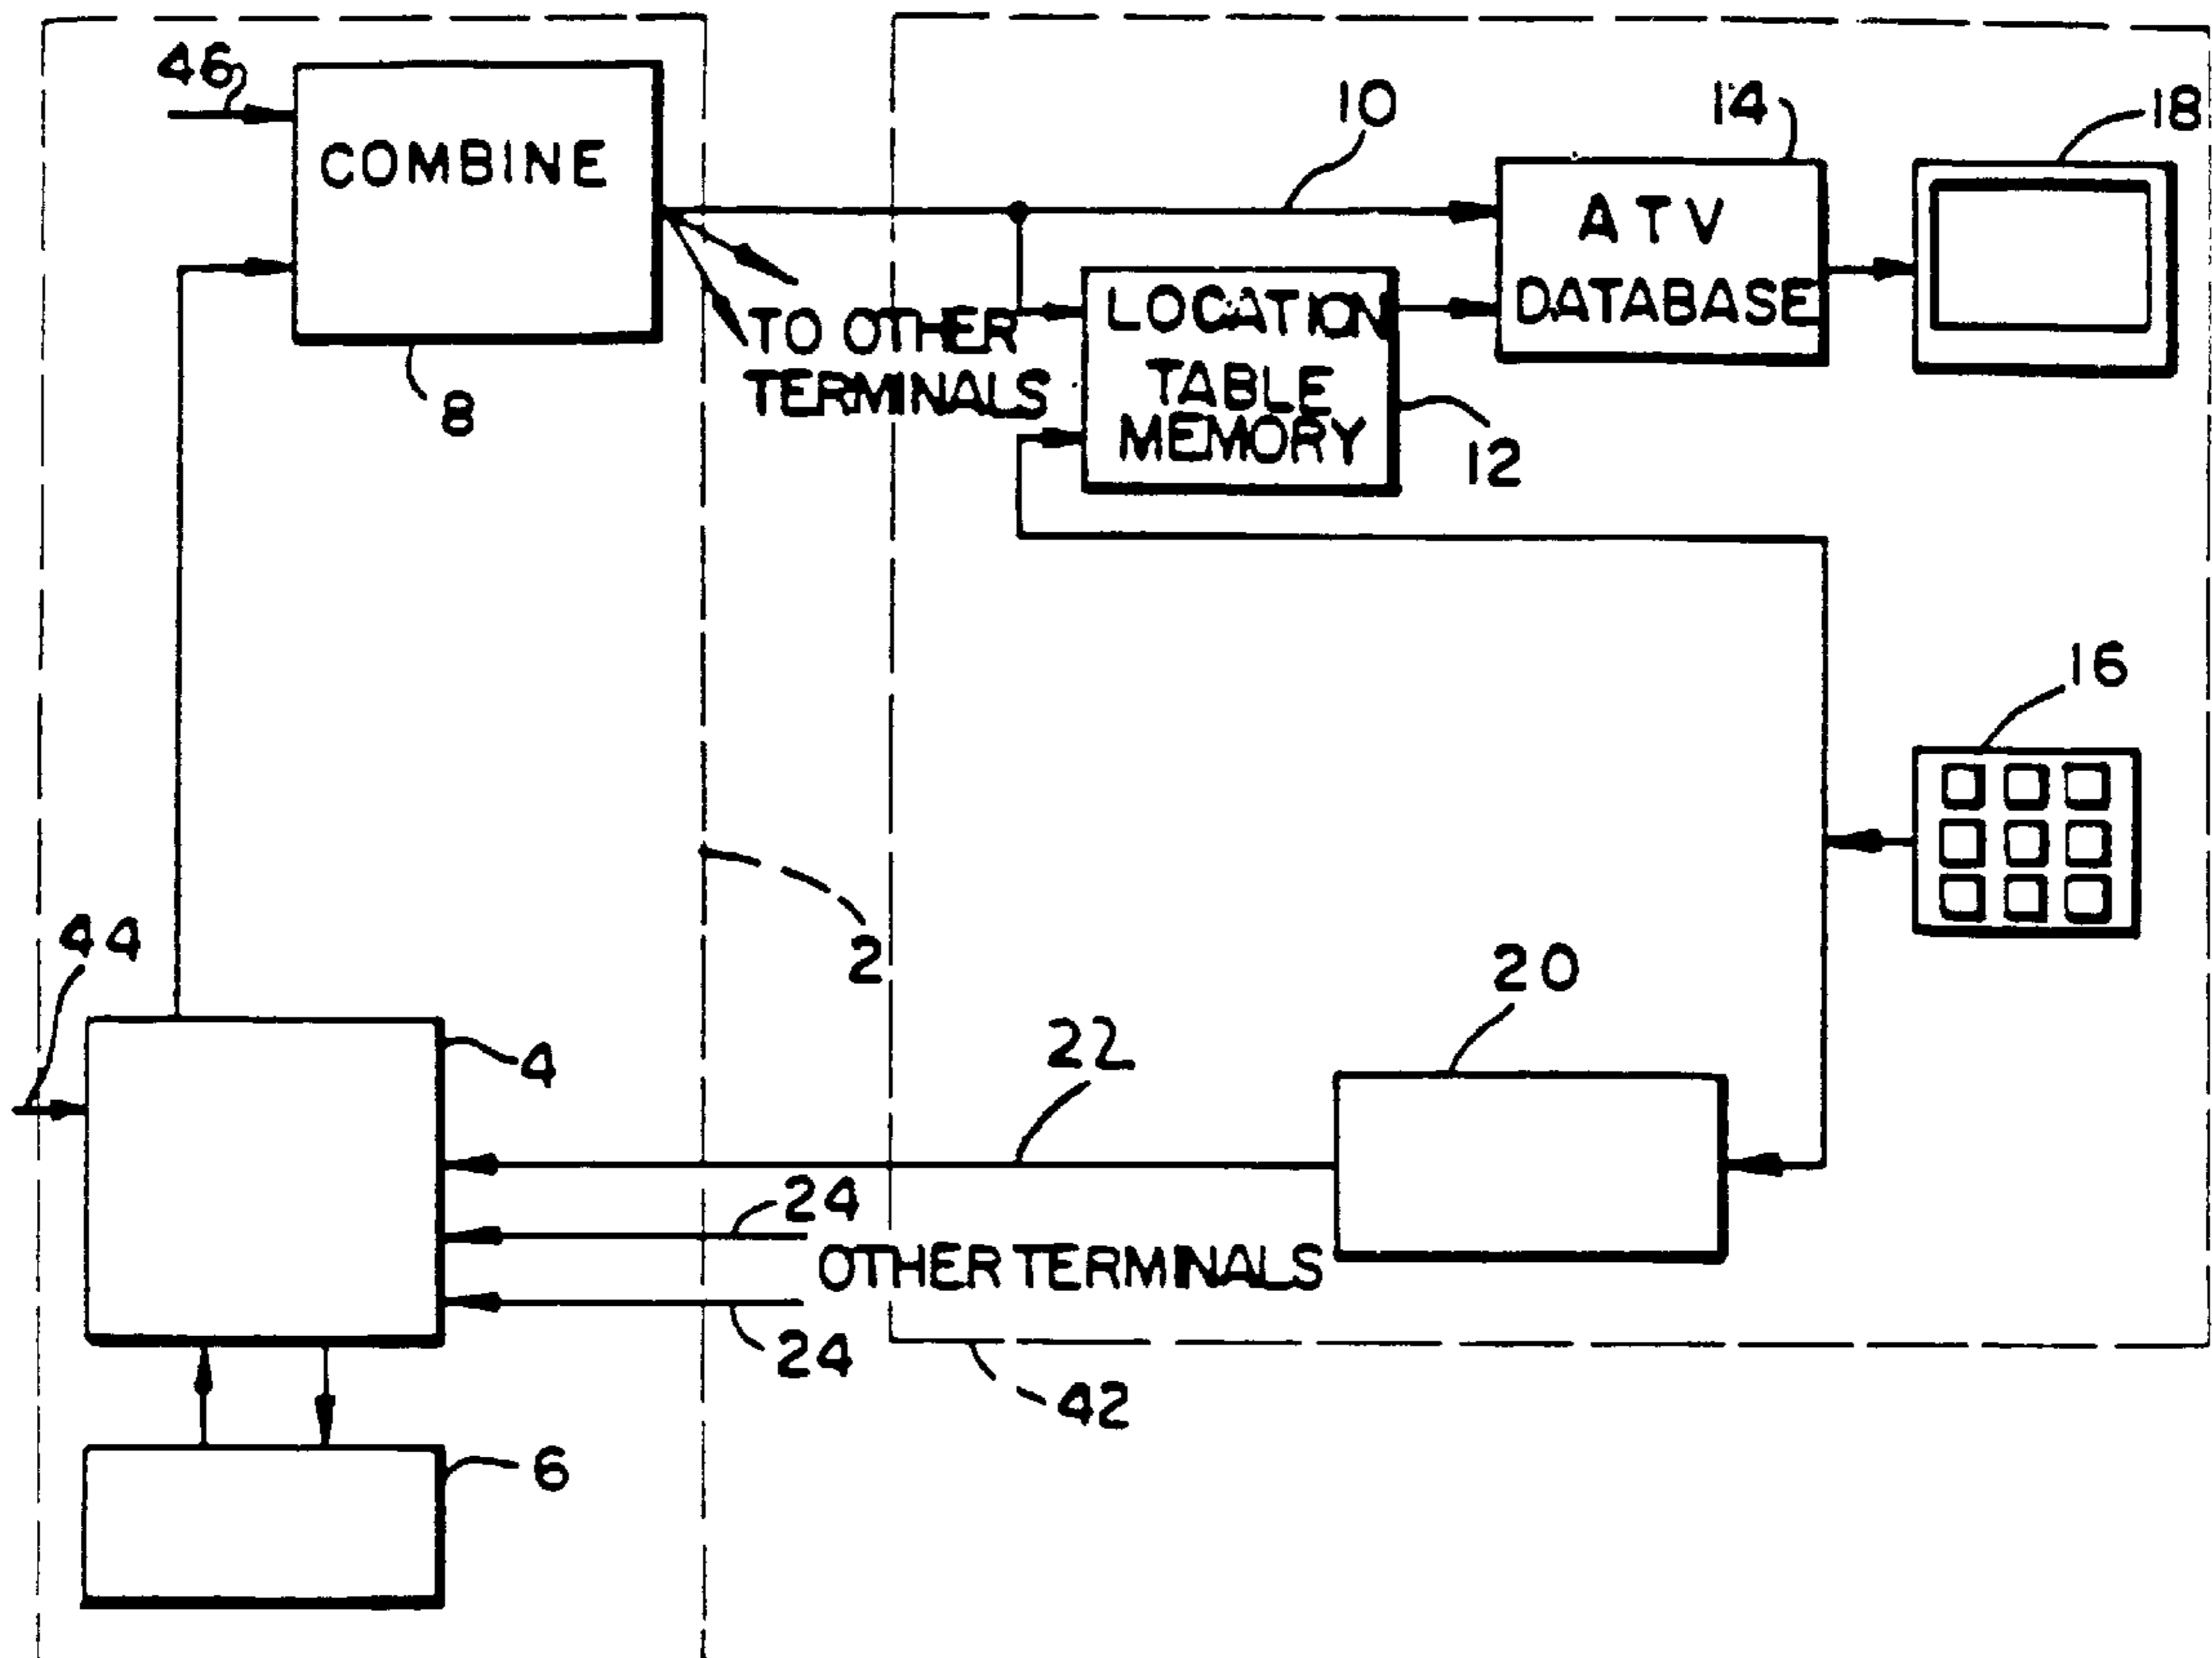 46
COMBINE
8
10
14
18
ATV
DATABASE
LOCATION
TABLE
MEMORY
12
TO OTHER
TERMINALS
16
2
44
4
20
22
24
OTHER TERMINALS
24
42
6